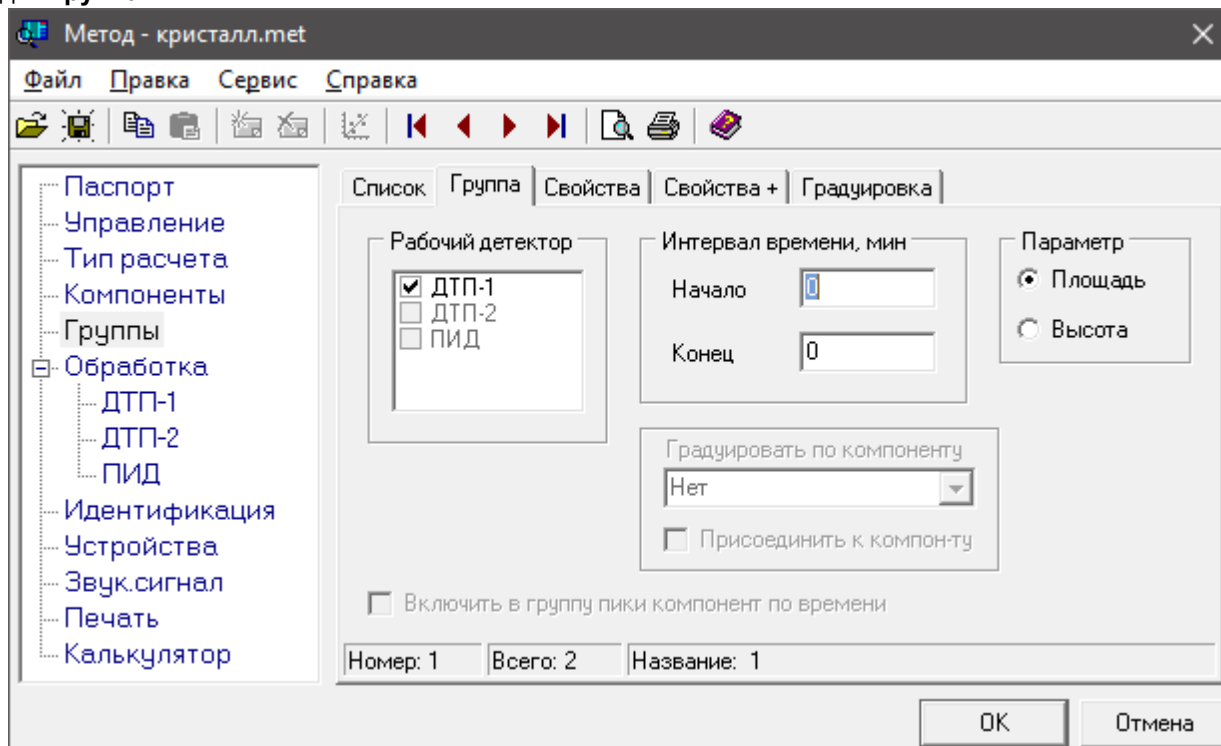 Метод - кристалл.met
Файл Правка Сервис Справка
Паспорт
Управление
Тип расчета
Компоненты
Группы
Обработка
ДТП-1
ДТП-2
ПИД
Идентификация
Устройства
Звук.сигнал
Печать
Калькулятор
Список Группа Свойства Свойства + Градуировка
Рабочий детектор
ДТП-1
ДТП-2
ПИД
Интервал времени, мин
Начало 0
Конец 0
Параметр
Площадь
Высота
Градуировать по компоненту
Нет
Присоединить к компон-ту
Включить в группу пики компонент по времени
Номер: 1 Всего: 2 Название: 1
OK Отмена